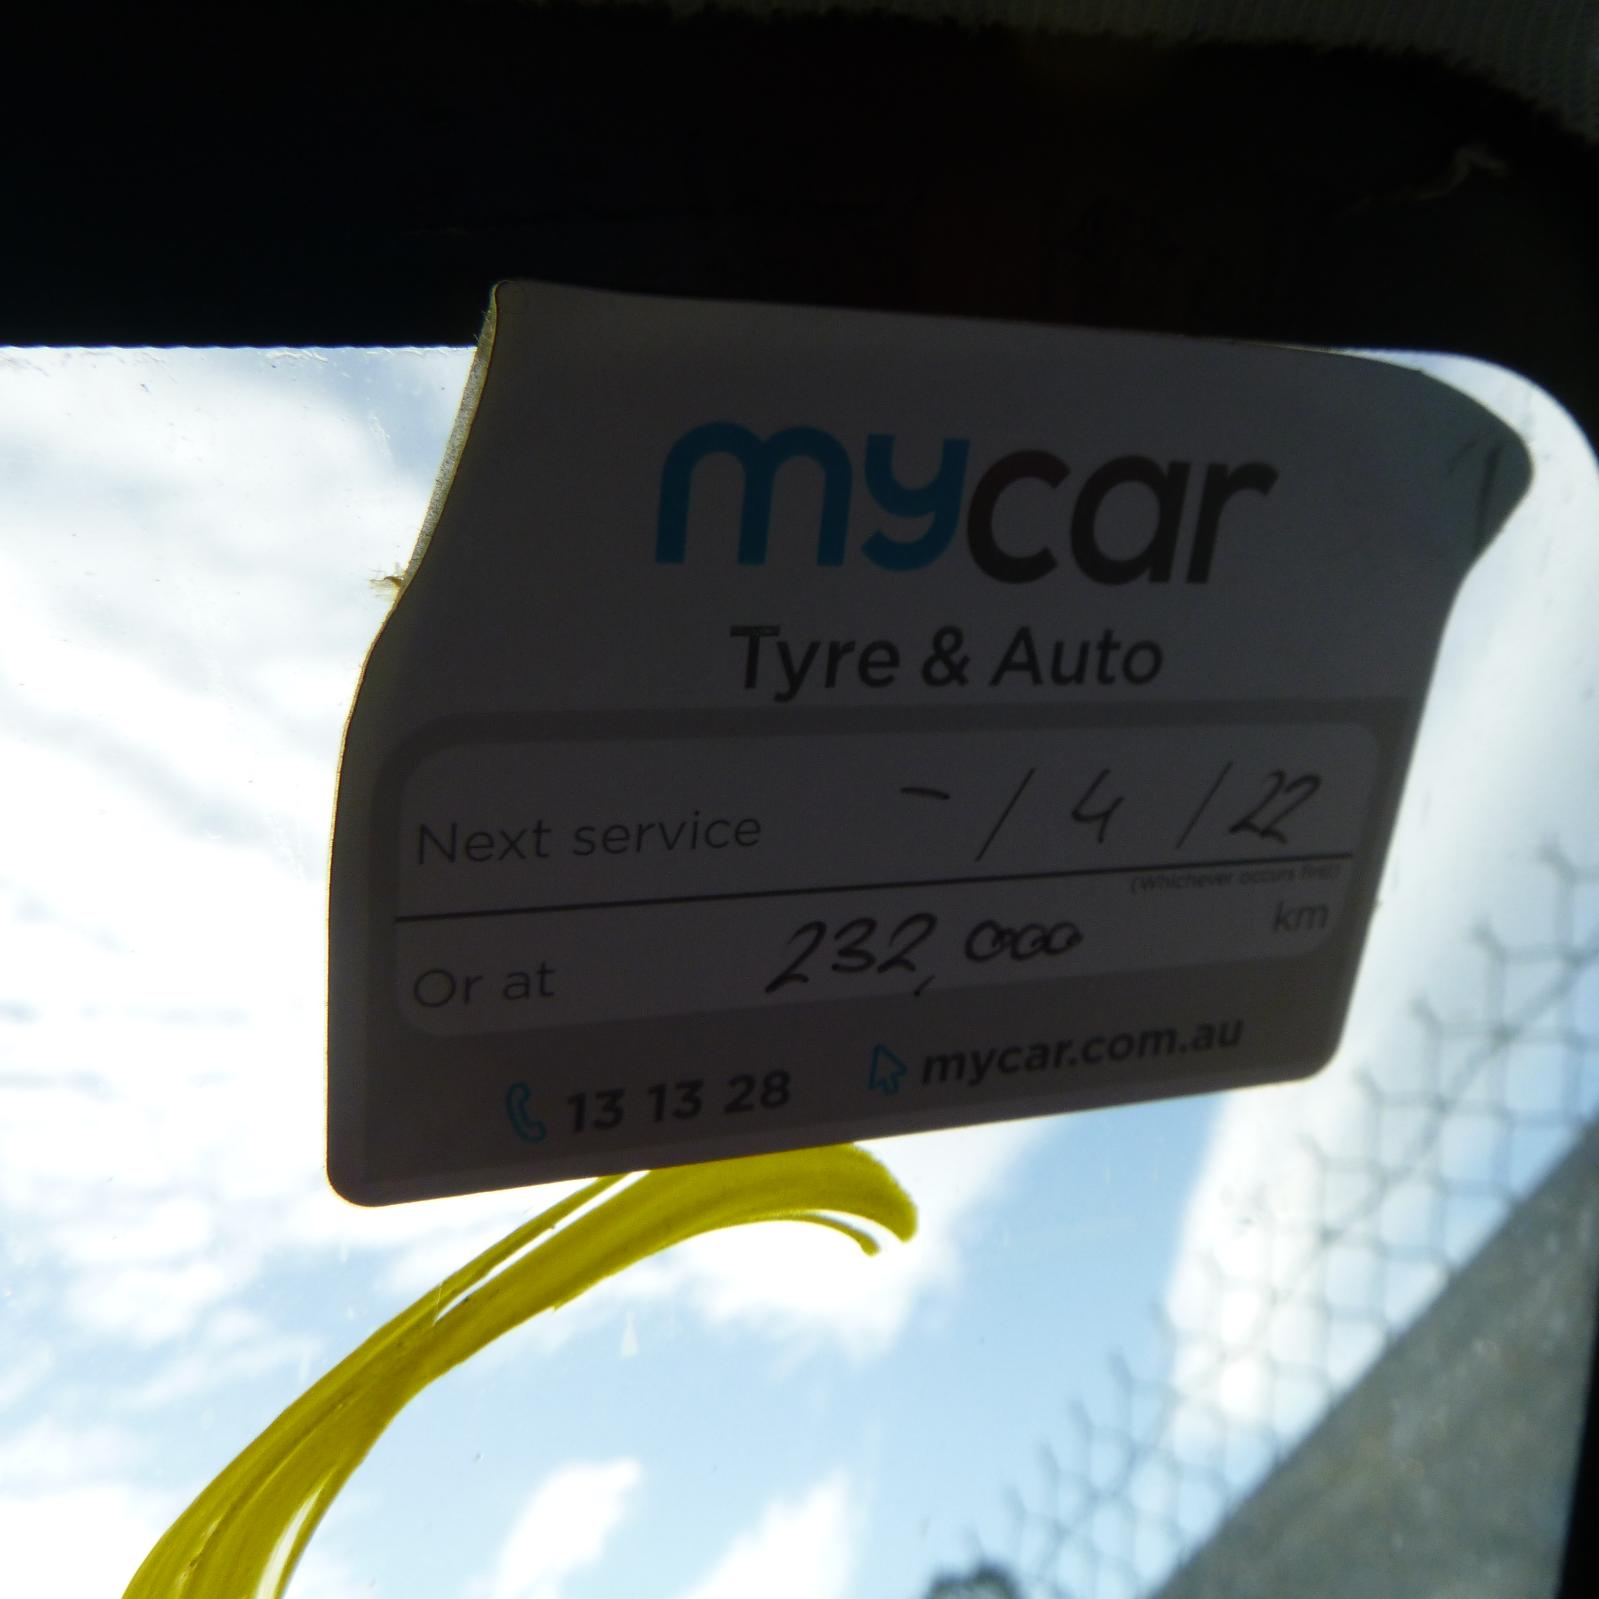 mycar
Tyre & Auto
Next service - / 4 / 22
(Whichever occurs first)
Or at 232,000 km
13 13 28 mycar.com.au